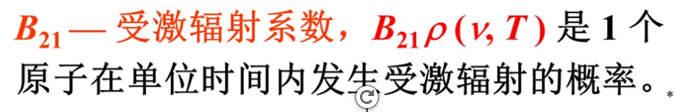 B₂₁ — 受激辐射系数，B₂₁ρ(ν, T) 是 1 个
原子在单位时间内发生受激辐射的概率。*